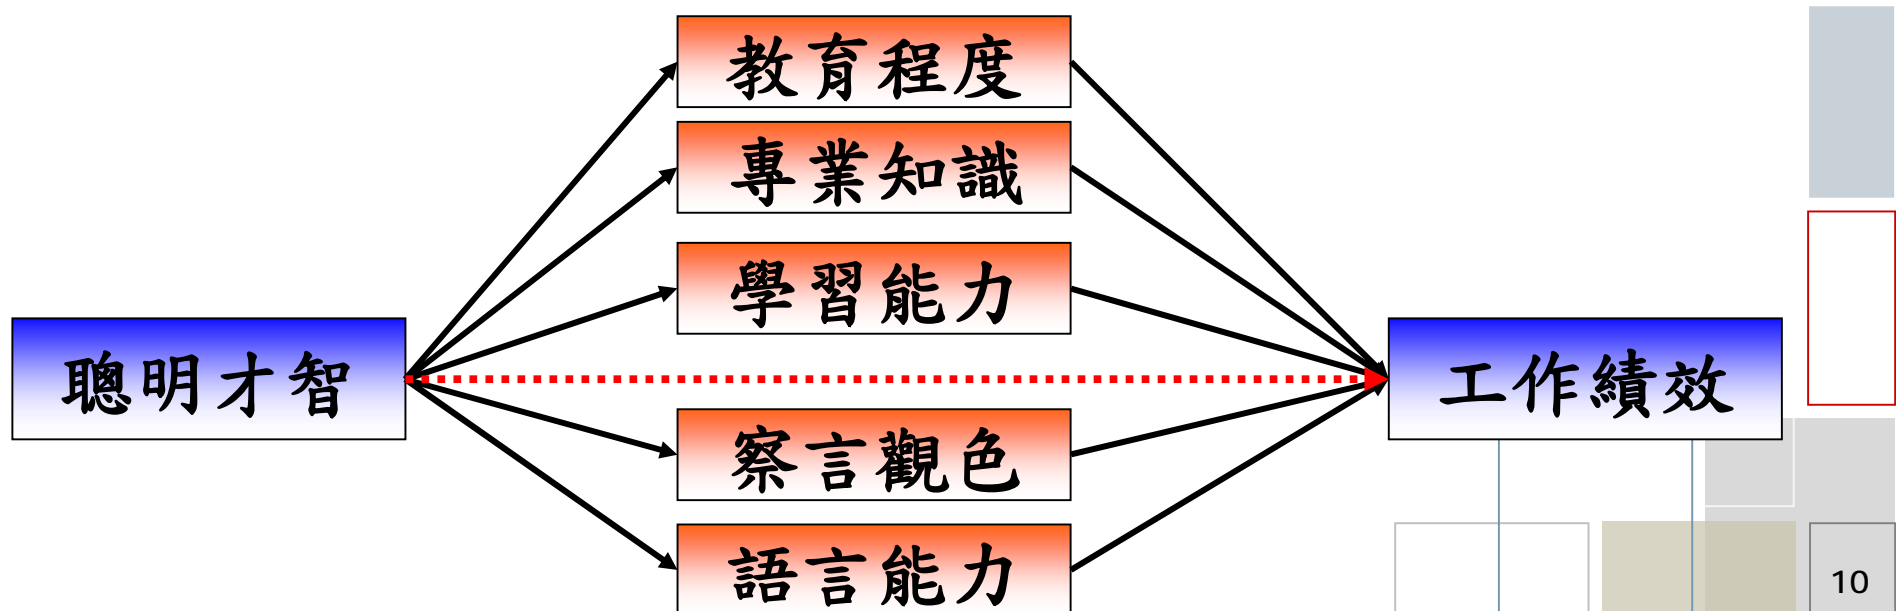 教育程度
專業知識
學習能力
聰明才智
工作績效
察言觀色
語言能力
10